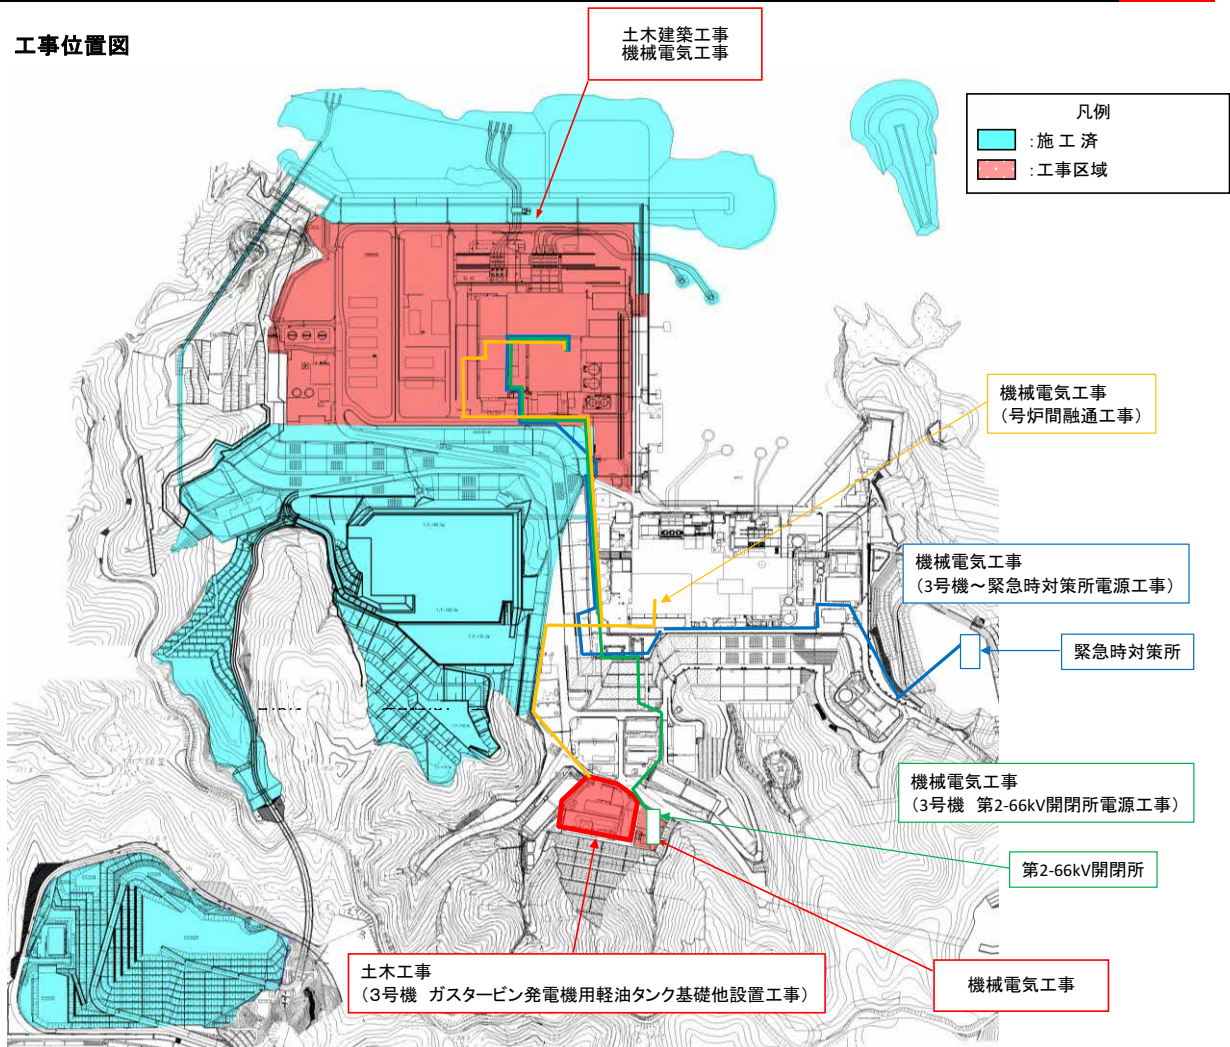 工事位置図
土木建築工事
機械電気工事
凡例
:施 工 済
:工事区域
機械電気工事
(号炉間融通工事)
機械電気工事
(3号機～緊急時対策所電源工事)
緊急時対策所
機械電気工事
(3号機 第2-66kV開閉所電源工事)
第2-66kV開閉所
土木工事
(3号機 ガスタービン発電機用軽油タンク基礎他設置工事)
機械電気工事